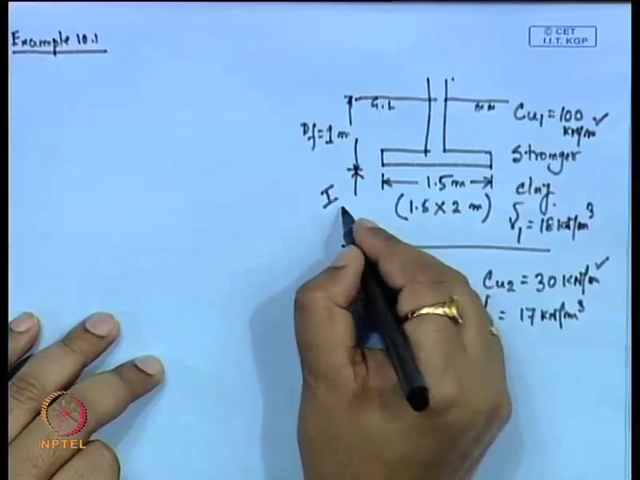 Example 10.1
© CET
I.I.T. KGP
G.L
Df = 1 m
Cu1 = 100 kN/m
Stronger
clay.
γ1 = 18 kN/m³
1.5 m
(1.5 × 2 m)
I
Cu2 = 30 kN/m
= 17 kN/m³
NPTEL